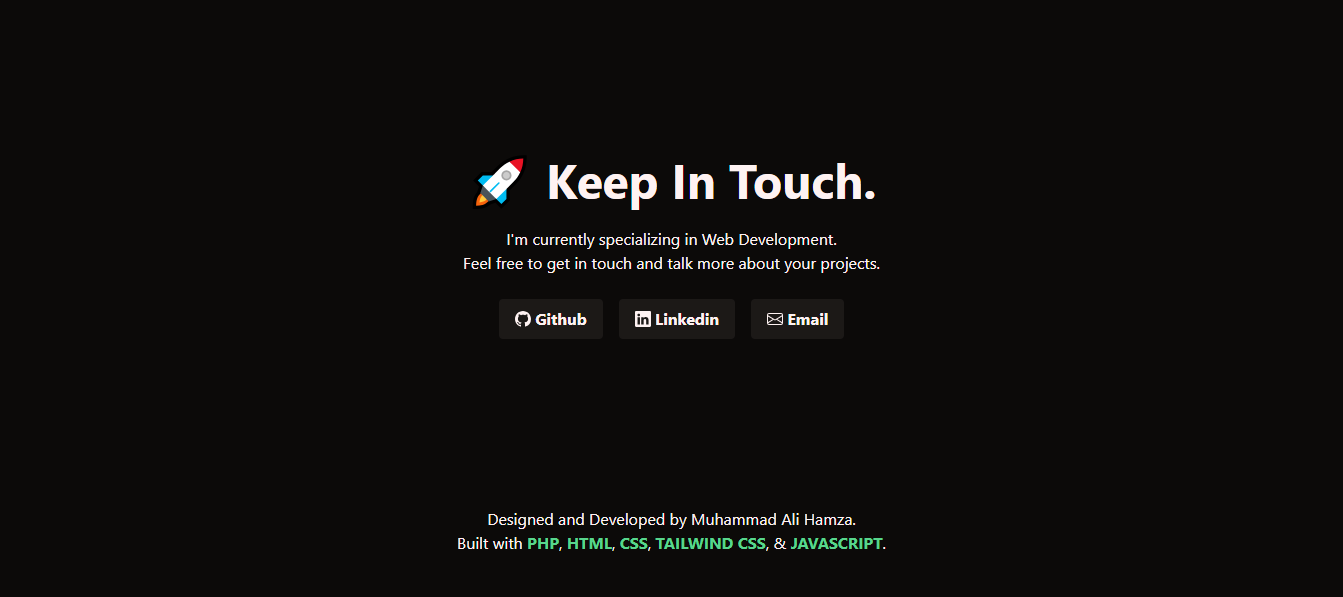 Keep In Touch.
I'm currently specializing in Web Development.
Feel free to get in touch and talk more about your projects.
Github Linkedin Email
Designed and Developed by Muhammad Ali Hamza.
Built with PHP, HTML, CSS, TAILWIND CSS, & JAVASCRIPT.